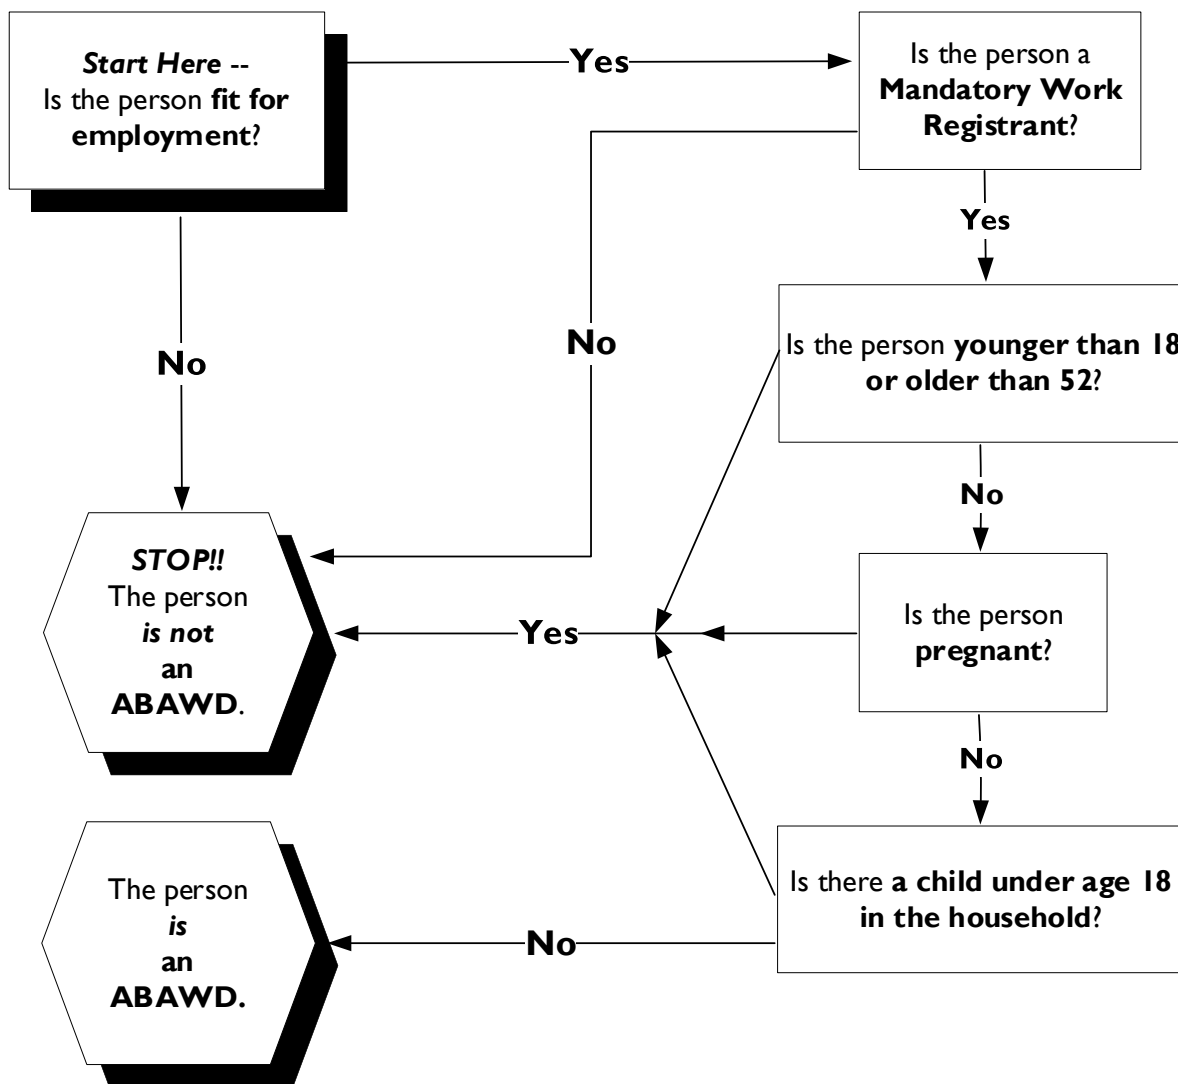 Start Here --
Is the person fit for
employment?
Yes
Is the person a
Mandatory Work
Registrant?
Yes
No
No
Is the person younger than 18
or older than 52?
No
STOP!!
The person
is not
an
ABAWD.
Yes
Is the person
pregnant?
No
Is there a child under age 18
in the household?
No
The person
is
an
ABAWD.